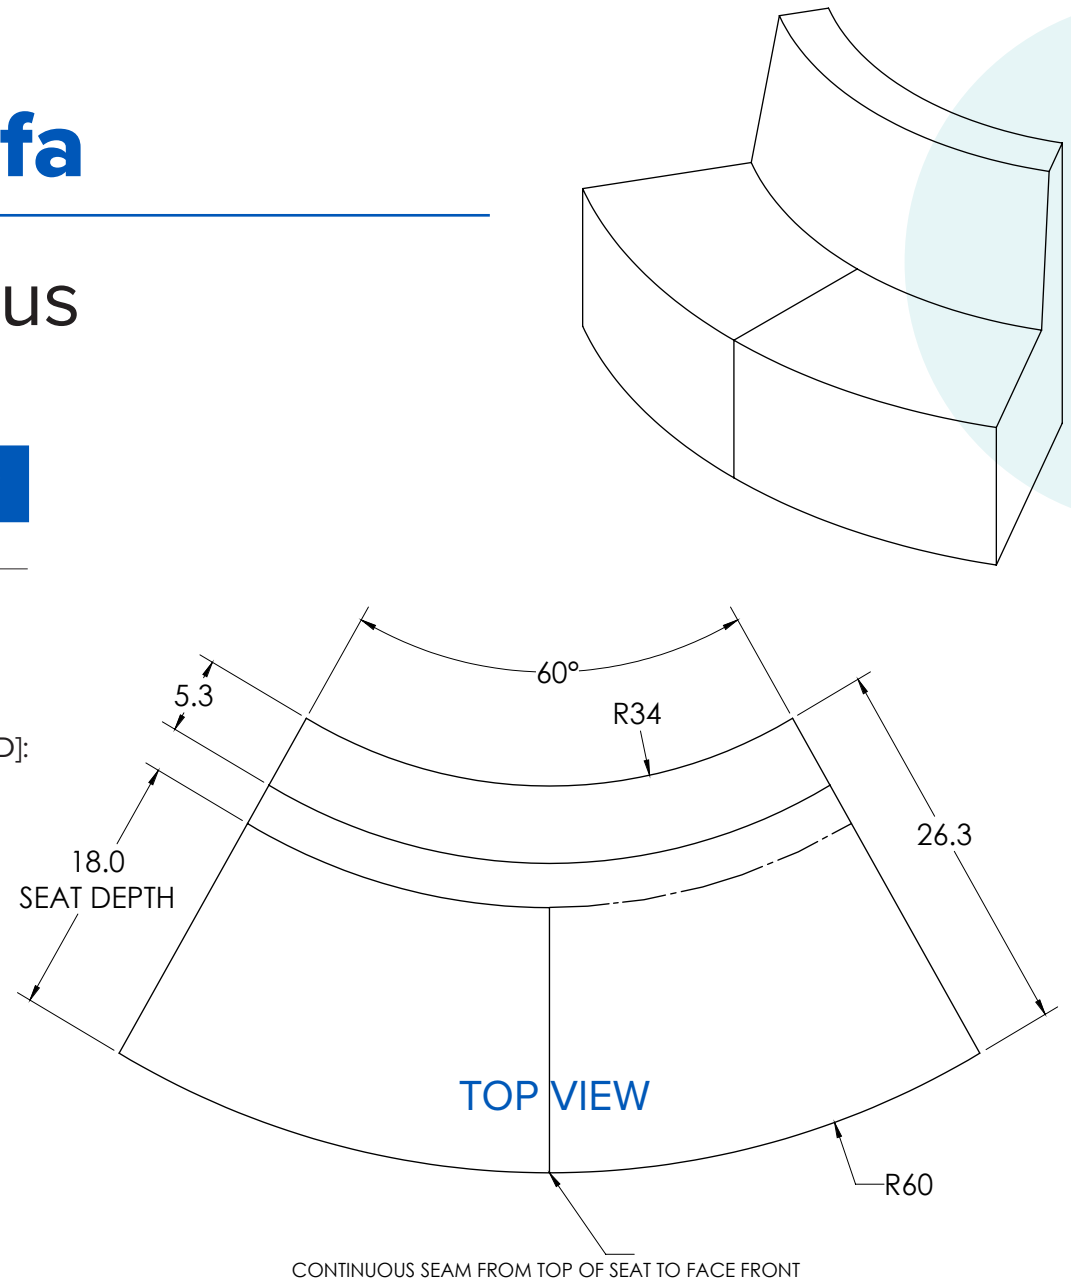 fa
us
D]:
60°
5.3
R34
26.3
18.0
SEAT DEPTH
TOP VIEW
R60
CONTINUOUS SEAM FROM TOP OF SEAT TO FACE FRONT